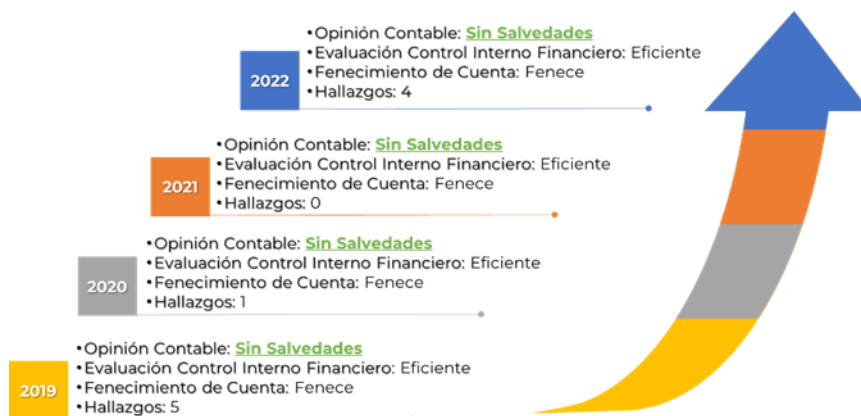 •Opinión Contable: Sin Salvedades
•Evaluación Control Interno Financiero: Eficiente
2022
•Fenecimiento de Cuenta: Fenece
•Hallazgos: 4
•Opinión Contable: Sin Salvedades
•Evaluación Control Interno Financiero: Eficiente
2021
•Fenecimiento de Cuenta: Fenece
•Hallazgos: 0
•Opinión Contable: Sin Salvedades
•Evaluación Control Interno Financiero: Eficiente
2020
•Fenecimiento de Cuenta: Fenece
•Hallazgos: 1
•Opinión Contable: Sin Salvedades
•Evaluación Control Interno Financiero: Eficiente
2019
•Fenecimiento de Cuenta: Fenece
•Hallazgos: 5